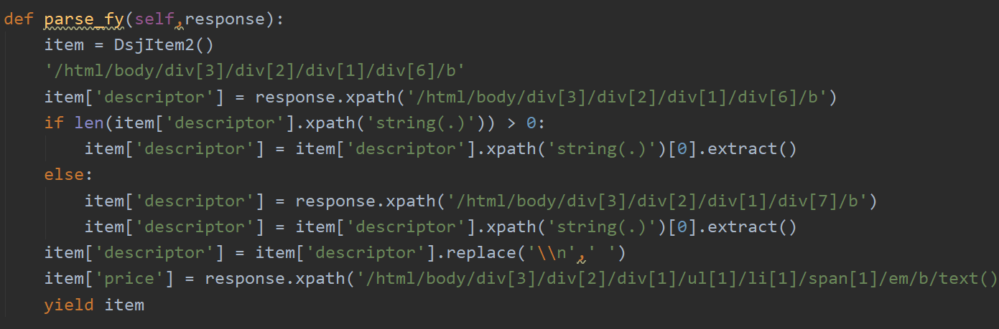 def parse_fy(self,response):
    item = DsjItem2()
    '/html/body/div[3]/div[2]/div[1]/div[6]/b'
    item['descriptor'] = response.xpath('/html/body/div[3]/div[2]/div[1]/div[6]/b')
    if len(item['descriptor'].xpath('string(.)')) > 0:
        item['descriptor'] = item['descriptor'].xpath('string(.)')[0].extract()
    else:
        item['descriptor'] = response.xpath('/html/body/div[3]/div[2]/div[1]/div[7]/b')
        item['descriptor'] = item['descriptor'].xpath('string(.)')[0].extract()
    item['descriptor'] = item['descriptor'].replace('\\n',' ')
    item['price'] = response.xpath('/html/body/div[3]/div[2]/div[1]/ul[1]/li[1]/span[1]/em/b/text()
    yield item